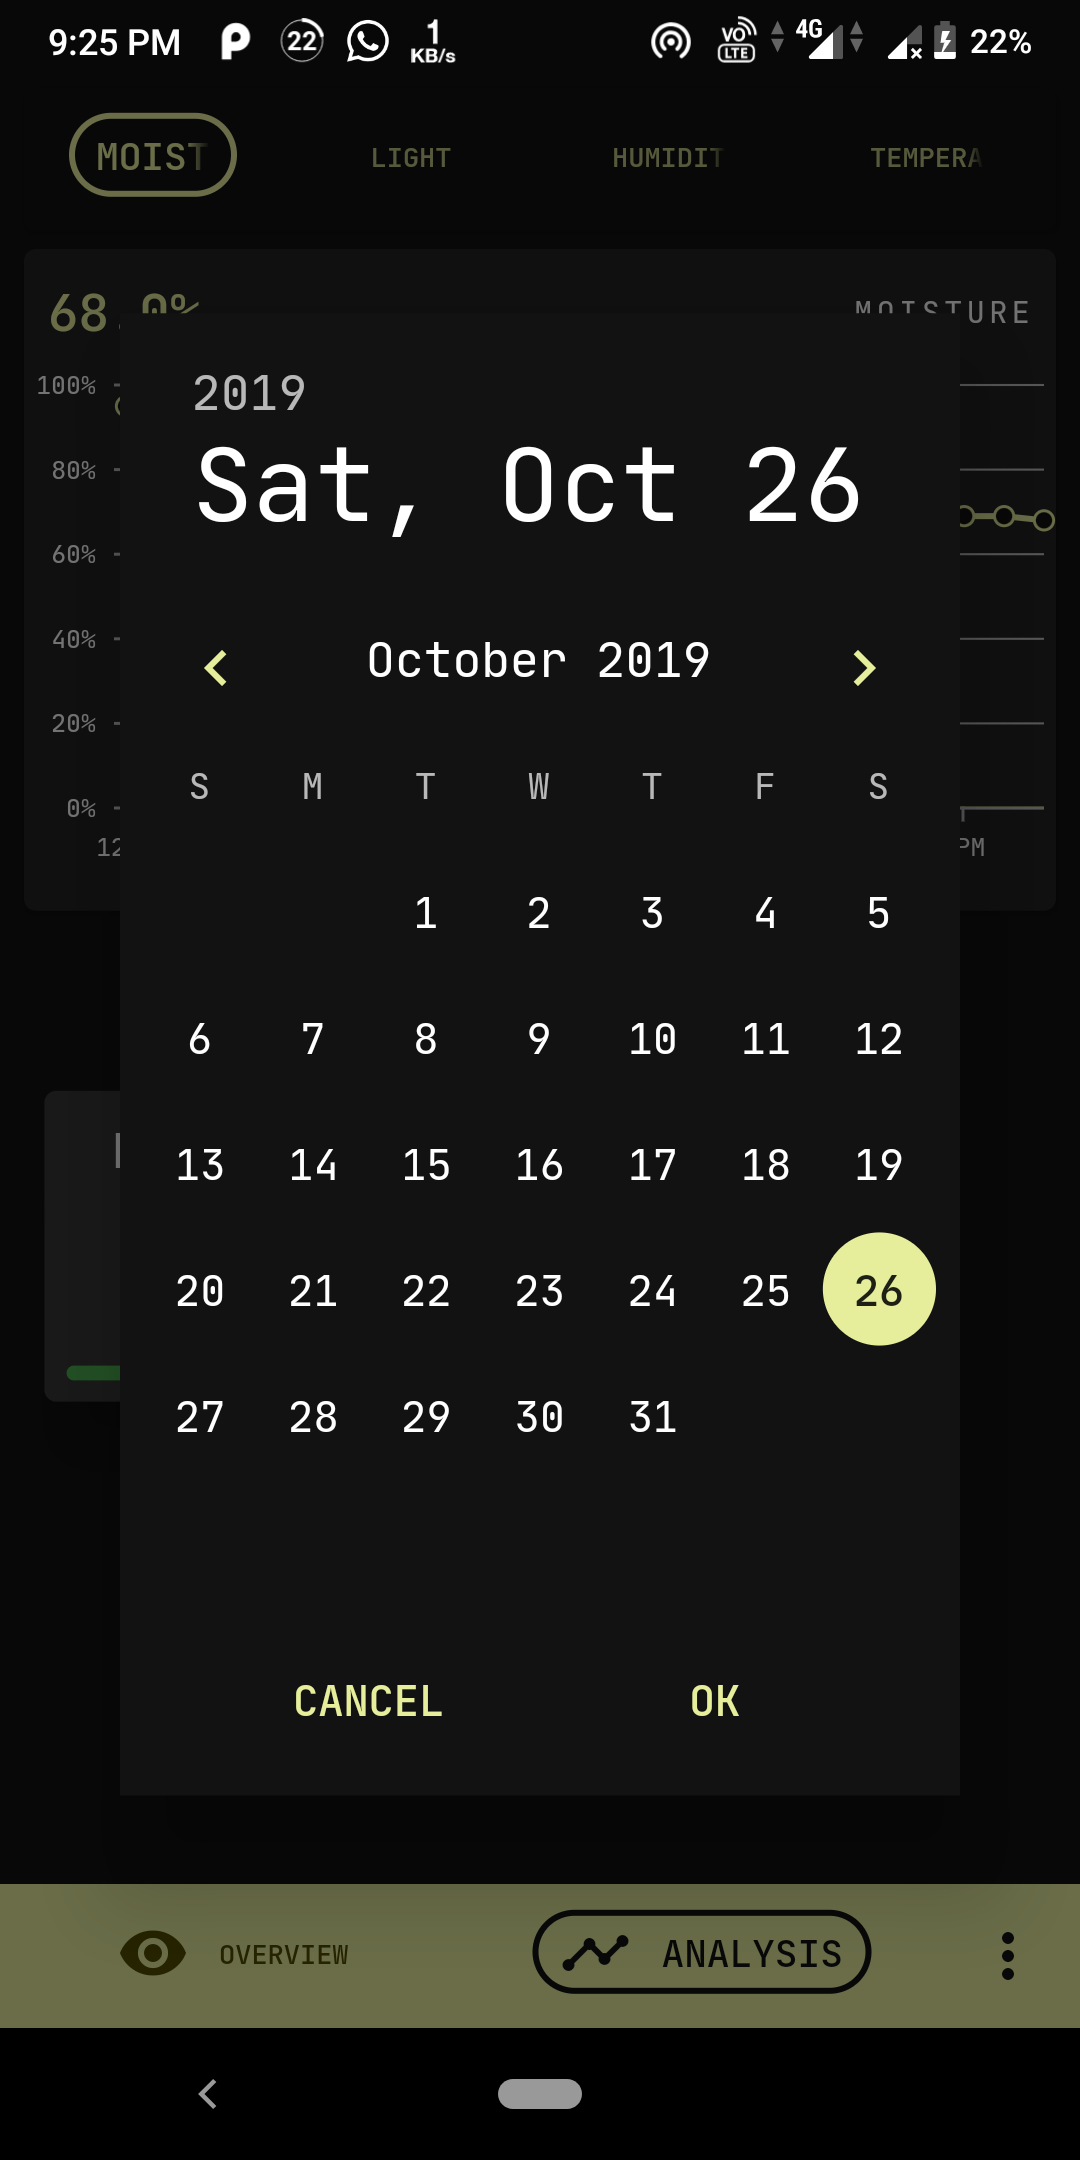 9:25 PM 22 1 KB/s VO LTE 4G 22%
MOIST LIGHT HUMIDIT TEMPERA
68.0% MOISTURE
2019
100%
Sat, Oct 26
80%
60%
October 2019
40%
20%
S M T W T F S
0%
12 PM
1 2 3 4 5
6 7 8 9 10 11 12
13 14 15 16 17 18 19
20 21 22 23 24 25 26
27 28 29 30 31
CANCEL OK
OVERVIEW ANALYSIS